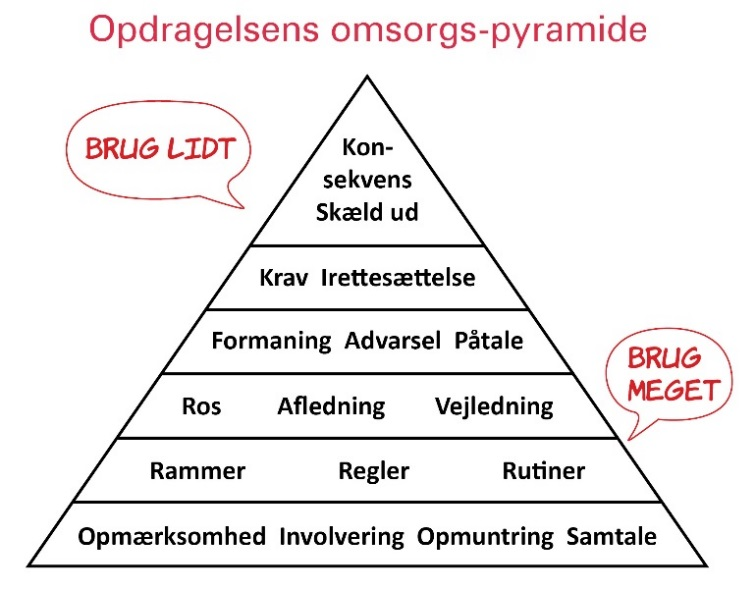 Opdragelsens omsorgs-pyramide
BRUG LIDT
Kon-
sekvens
Skæld ud
Krav Irettesættelse
Formaning Advarsel Påtale
BRUG
MEGET
Ros Afledning Vejledning
Rammer Regler Rutiner
Opmærksomhed Involvering Opmuntring Samtale